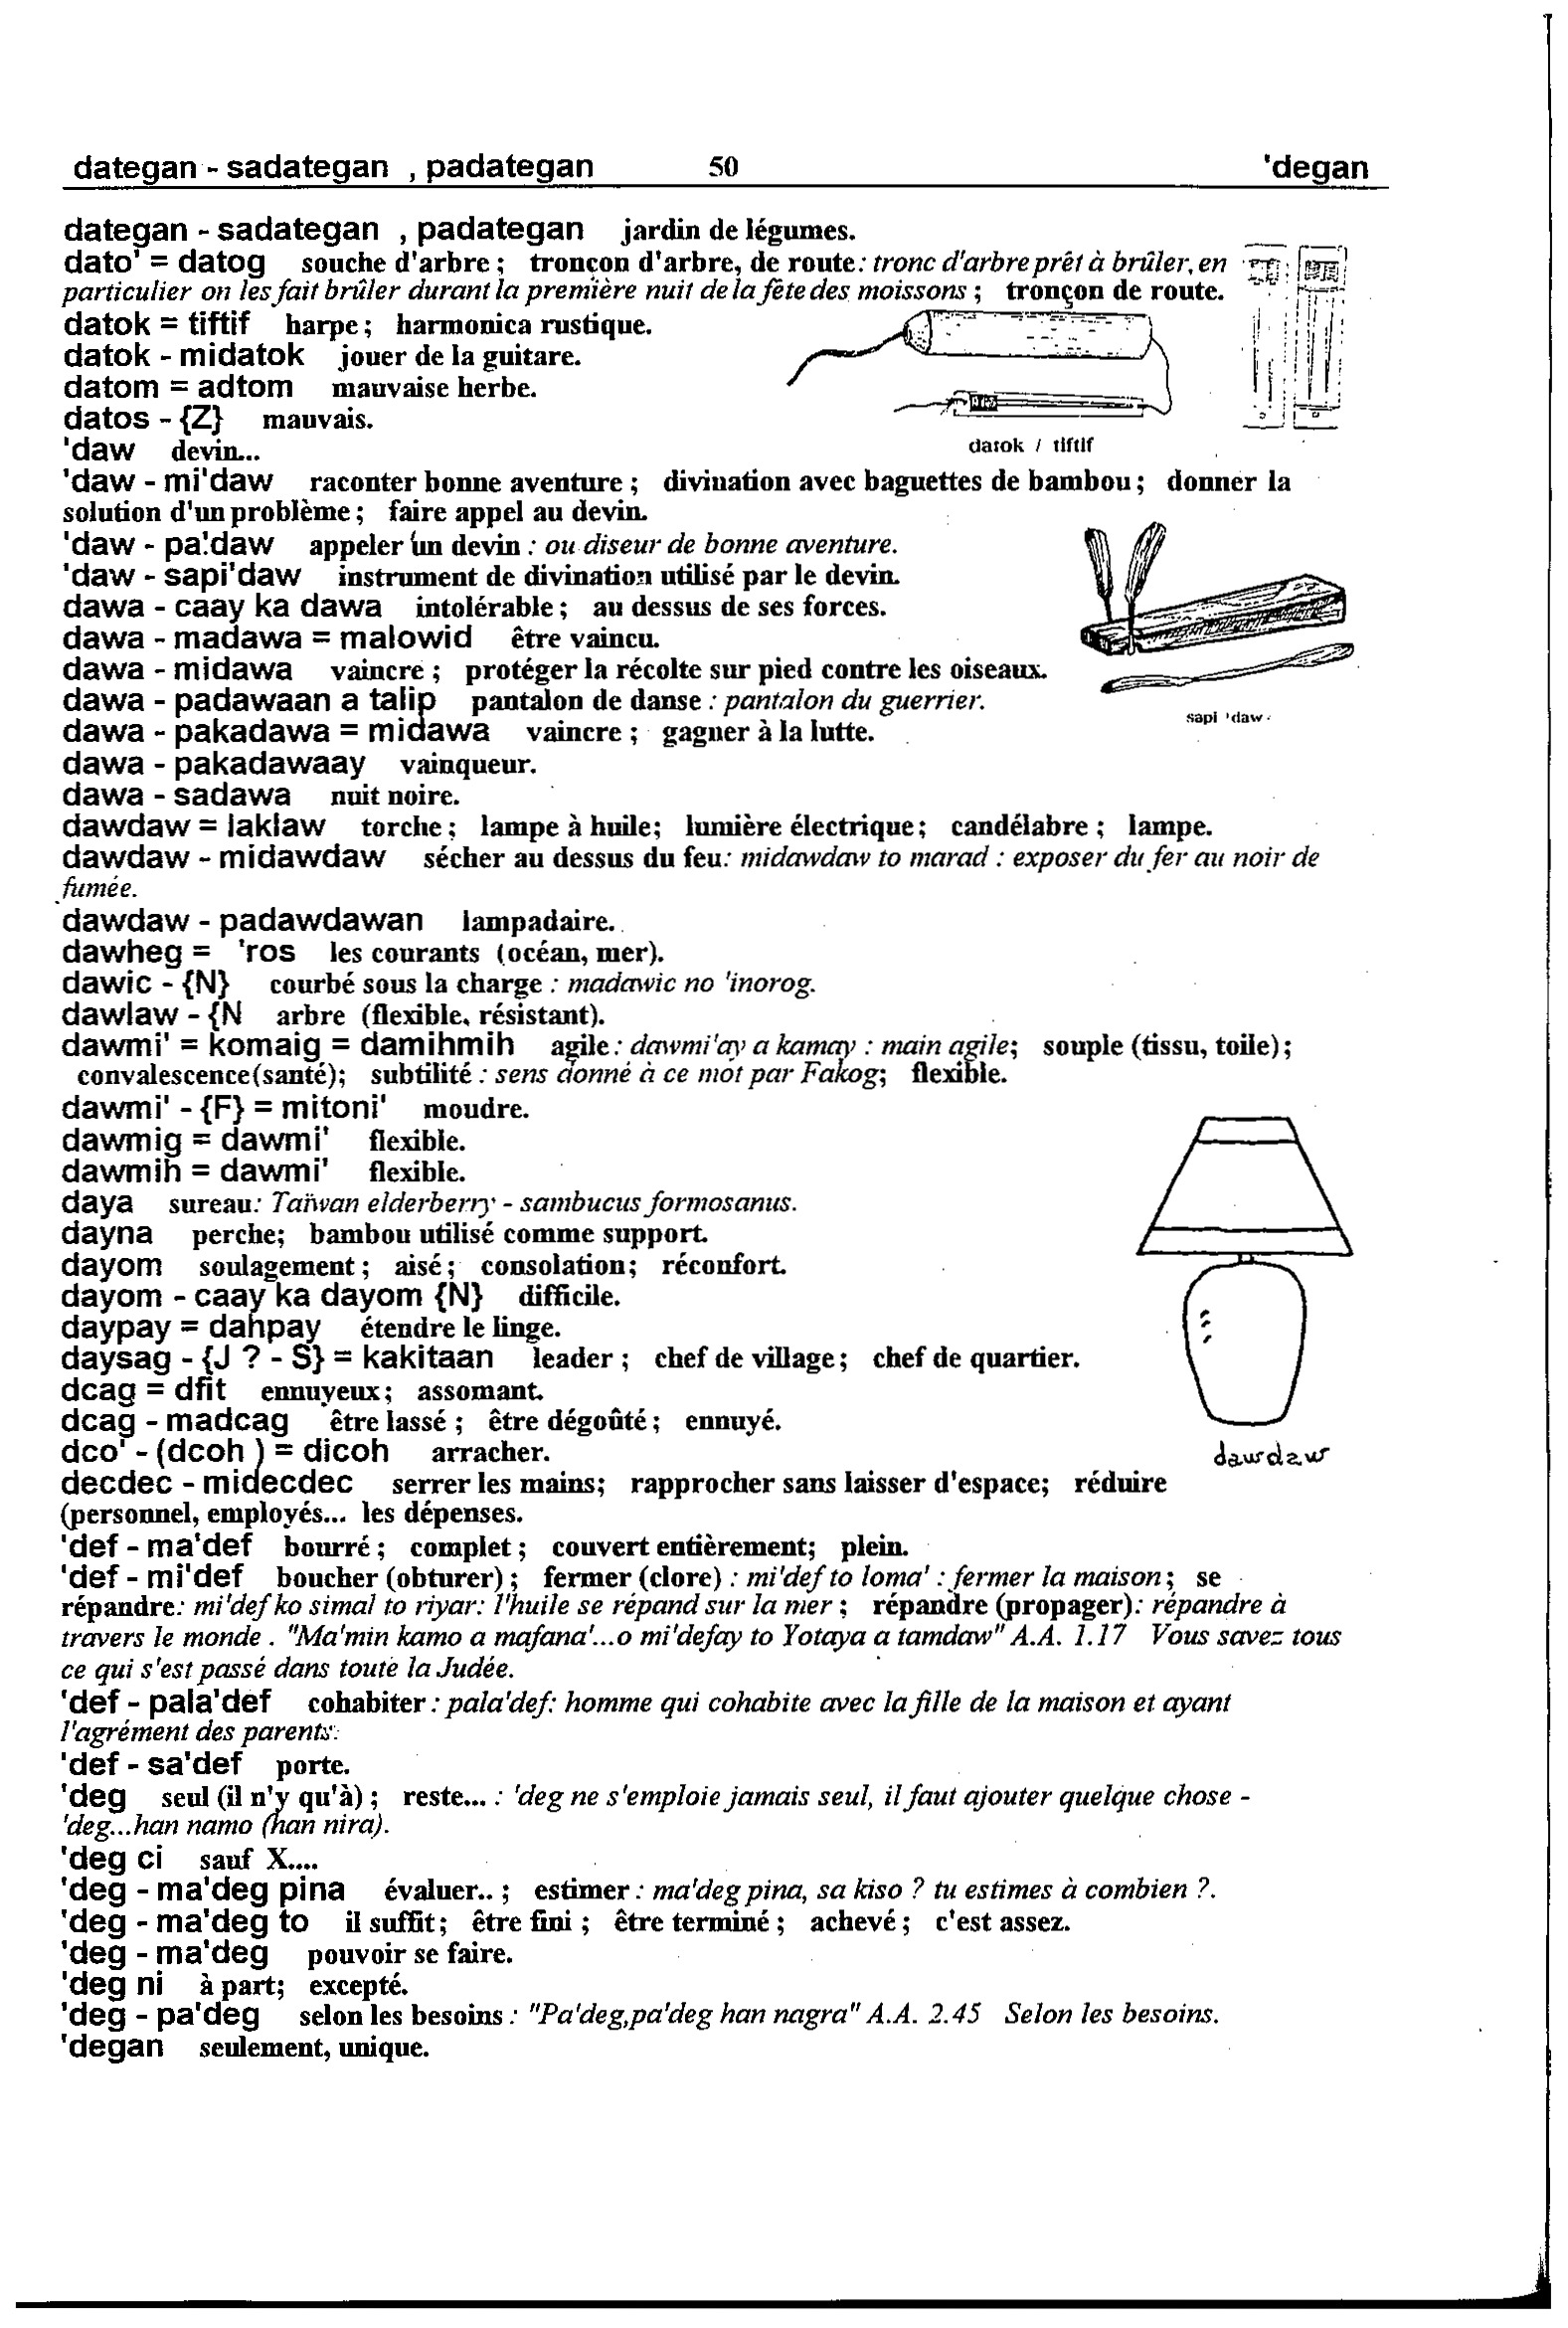 dategan - sadategan , padategan 50 'degan
dategan - sadategan , padategan jardin de légumes.
dato' = datog souche d'arbre ; tronçon d'arbre, de route: tronc d'arbre prêt à brûler, en
particulier on les fait brûler durant la première nuit de la fête des moissons ; tronçon de route.
datok = tiftif harpe ; harmonica rustique.
datok - midatok jouer de la guitare.
datom = adtom mauvaise herbe.
datos - {Z} mauvais.
'daw devin...
datok / tiftif
'daw - mi'daw raconter bonne aventure ; divination avec baguettes de bambou ; donner la
solution d'un problème ; faire appel au devin.
'daw - pa'daw appeler un devin : ou diseur de bonne aventure.
'daw - sapi'daw instrument de divination utilisé par le devin.
dawa - caay ka dawa intolérable ; au dessus de ses forces.
dawa - madawa = malowid être vaincu.
dawa - midawa vaincre ; protéger la récolte sur pied contre les oiseaux.
dawa - padawaan a talip pantalon de danse : pantalon du guerrier.
sapi 'daw
dawa - pakadawa = midawa vaincre ; gagner à la lutte.
dawa - pakadawaay vainqueur.
dawa - sadawa nuit noire.
dawdaw = laklaw torche ; lampe à huile; lumière électrique ; candélabre ; lampe.
dawdaw - midawdaw sécher au dessus du feu: midawdaw to marad : exposer du fer au noir de
fumée.
dawdaw - padawdawan lampadaire.
dawheg = 'ros les courants (océan, mer).
dawic - {N} courbé sous la charge : madawic no 'inorog.
dawlaw - {N arbre (flexible, résistant).
dawmi' = komaig = damihmih agile : dawmi'ay a kamay : main agile; souple (tissu, toile) ;
convalescence(santé); subtilité : sens donné à ce mot par Fakog; flexible.
dawmi' - {F} = mitoni' moudre.
dawmig = dawmi' flexible.
dawmih = dawmi' flexible.
daya sureau: Taïwan elderberry - sambucus formosanus.
dayna perche; bambou utilisé comme support.
dayom soulagement ; aisé ; consolation; réconfort.
dayom - caay ka dayom {N} difficile.
daypay = dahpay étendre le linge.
daysag - {J ? - S} = kakitaan leader ; chef de village ; chef de quartier.
dcag = dfit ennuyeux ; assomant.
dcag - madcag être lassé ; être dégoûté ; ennuyé.
dco' - (dcoh ) = dicoh arracher.
dawdaw
decdec - midecdec serrer les mains; rapprocher sans laisser d'espace; réduire
(personnel, employés... les dépenses.
'def - ma'def bourré ; complet ; couvert entièrement; plein.
'def - mi'def boucher (obturer) ; fermer (clore) : mi'def to loma' : fermer la maison ; se
répandre: mi'def ko simal to riyar: l'huile se répand sur la mer ; répandre (propager): répandre à
travers le monde . "Ma'min kamo a mafana'...o mi'defay to Yotaya a tamdaw" A.A. 1.17 Vous savez tous
ce qui s'est passé dans toute la Judée.
'def - pala'def cohabiter : pala'def: homme qui cohabite avec la fille de la maison et ayant
l'agrément des parents.
'def - sa'def porte.
'deg seul (il n'y qu'à) ; reste... : 'deg ne s'emploie jamais seul, il faut ajouter quelque chose -
'deg...han namo (han nira).
'deg ci sauf X....
'deg - ma'deg pina évaluer.. ; estimer : ma'deg pina, sa kiso ? tu estimes à combien ?.
'deg - ma'deg to il suffit ; être fini ; être terminé ; achevé ; c'est assez.
'deg - ma'deg pouvoir se faire.
'deg ni à part; excepté.
'deg - pa'deg selon les besoins : "Pa'deg,pa'deg han nagra" A.A. 2.45 Selon les besoins.
'degan seulement, unique.